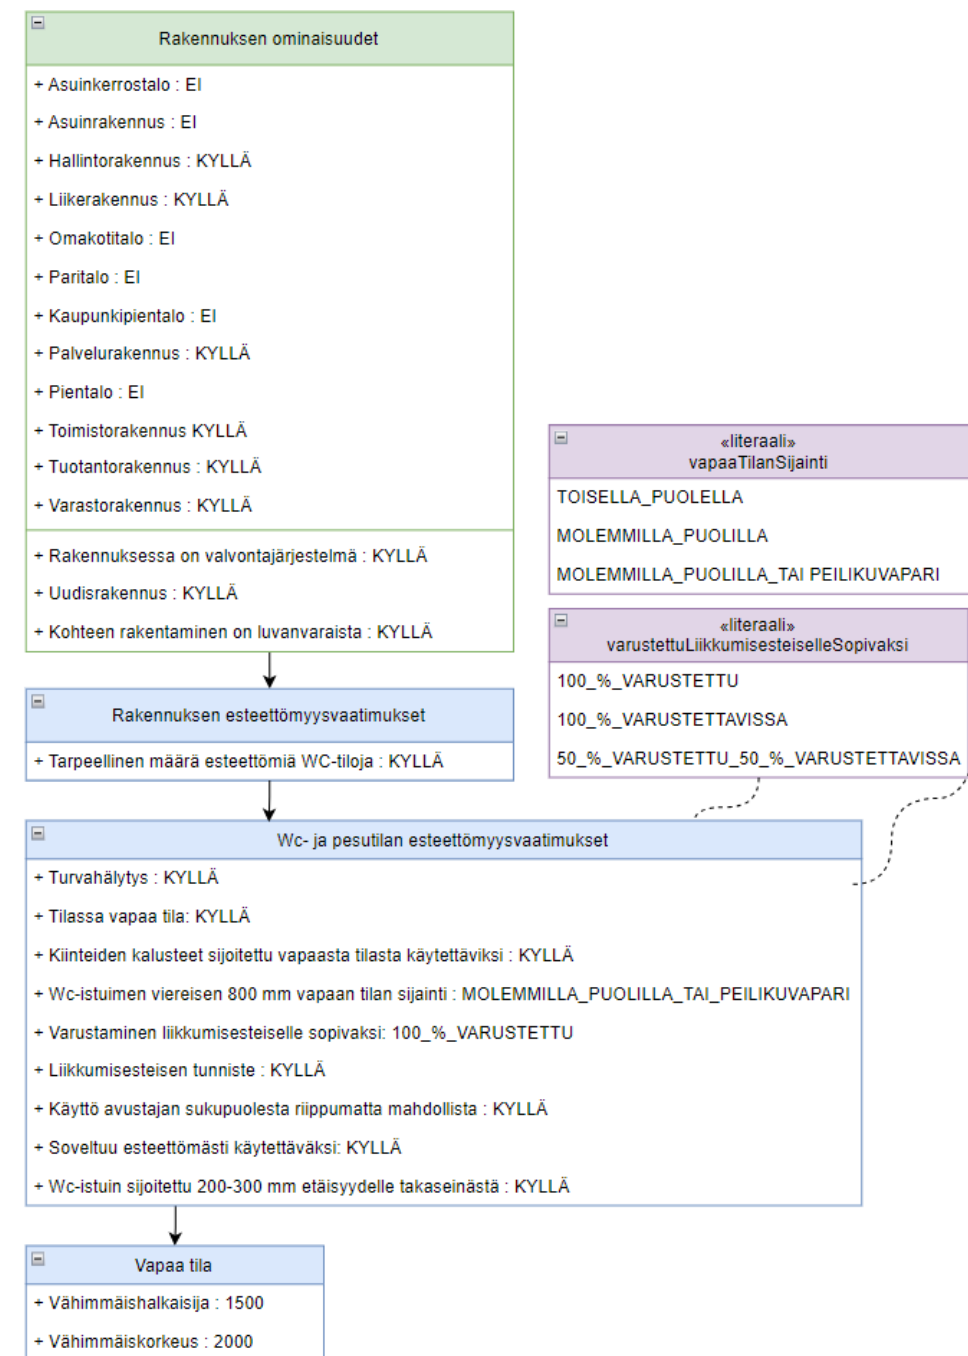 Rakennuksen ominaisuudet
+ Asuinkerrostalo : EI
+ Asuinrakennus : EI
+ Hallintorakennus : KYLLÄ
+ Liikerakennus : KYLLÄ
+ Omakotitalo : EI
+ Paritalo : EI
+ Kaupunkipientalo : EI
+ Palvelurakennus : KYLLÄ
+ Pientalo : EI
+ Toimistorakennus KYLLÄ
+ Tuotantorakennus : KYLLÄ
+ Varastorakennus : KYLLÄ
+ Rakennuksessa on valvontajärjestelmä : KYLLÄ
+ Uudisrakennus : KYLLÄ
+ Kohteen rakentaminen on luvanvaraista : KYLLÄ
«literaali»
vapaaTilanSijainti
TOISELLA_PUOLELLA
MOLEMMILLA_PUOLILLA
MOLEMMILLA_PUOLILLA_TAI PEILIKUVAPARI
«literaali»
varustettuLiikkumisesteiselleSopivaksi
100_%_VARUSTETTU
100_%_VARUSTETTAVISSA
50_%_VARUSTETTU_50_%_VARUSTETTAVISSA
Rakennuksen esteettömyysvaatimukset
+ Tarpeellinen määrä esteettömiä WC-tiloja : KYLLÄ
Wc- ja pesutilan esteettömyysvaatimukset
+ Turvahälytys : KYLLÄ
+ Tilassa vapaa tila: KYLLÄ
+ Kiinteiden kalusteet sijoitettu vapaasta tilasta käytettäviksi : KYLLÄ
+ Wc-istuimen viereisen 800 mm vapaan tilan sijainti : MOLEMMILLA_PUOLILLA_TAI_PEILIKUVAPARI
+ Varustaminen liikkumisesteiselle sopivaksi: 100_%_VARUSTETTU
+ Liikkumisesteisen tunniste : KYLLÄ
+ Käyttö avustajan sukupuolesta riippumatta mahdollista : KYLLÄ
+ Soveltuu esteettömästi käytettäväksi: KYLLÄ
+ Wc-istuin sijoitettu 200-300 mm etäisyydelle takaseinästä : KYLLÄ
Vapaa tila
+ Vähimmäishalkaisija : 1500
+ Vähimmäiskorkeus : 2000